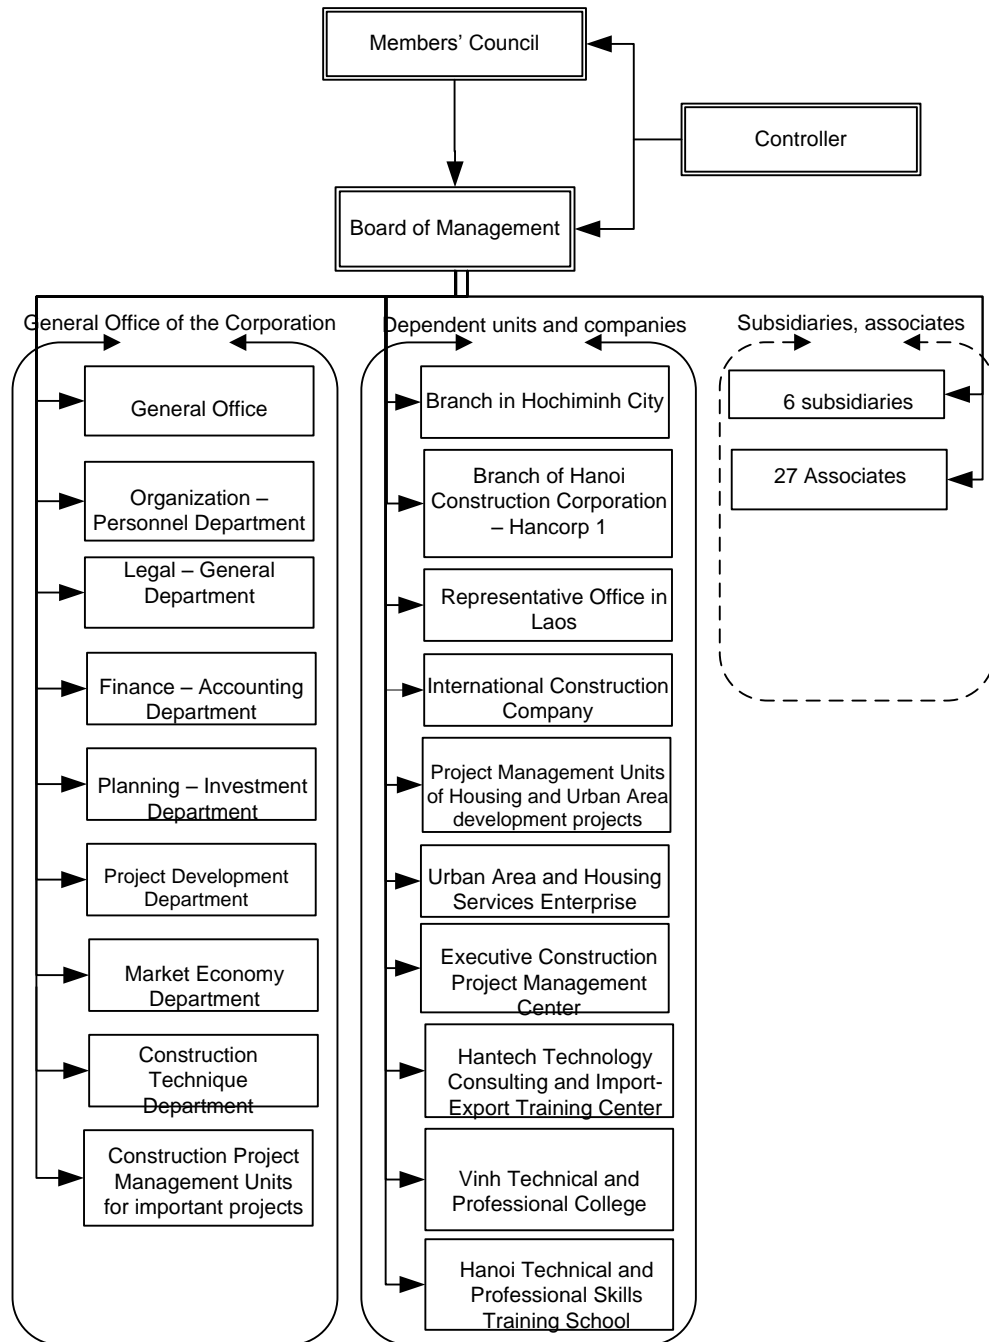 Members’ Council
Controller
Board of Management
General Office of the Corporation
General Office
Organization –
Personnel Department
Legal – General
Department
Finance – Accounting
Department
Planning – Investment
Department
Project Development
Department
Market Economy
Department
Construction
Technique
Department
Construction Project
Management Units
for important projects
Dependent units and companies
Branch in Hochiminh City
Branch of Hanoi
Construction Corporation
– Hancorp 1
Representative Office in
Laos
International Construction
Company
Project Management Units
of Housing and Urban Area
development projects
Urban Area and Housing
Services Enterprise
Executive Construction
Project Management
Center
Hantech Technology
Consulting and Import-
Export Training Center
Vinh Technical and
Professional College
Hanoi Technical and
Professional Skills
Training School
Subsidiaries, associates
6 subsidiaries
27 Associates